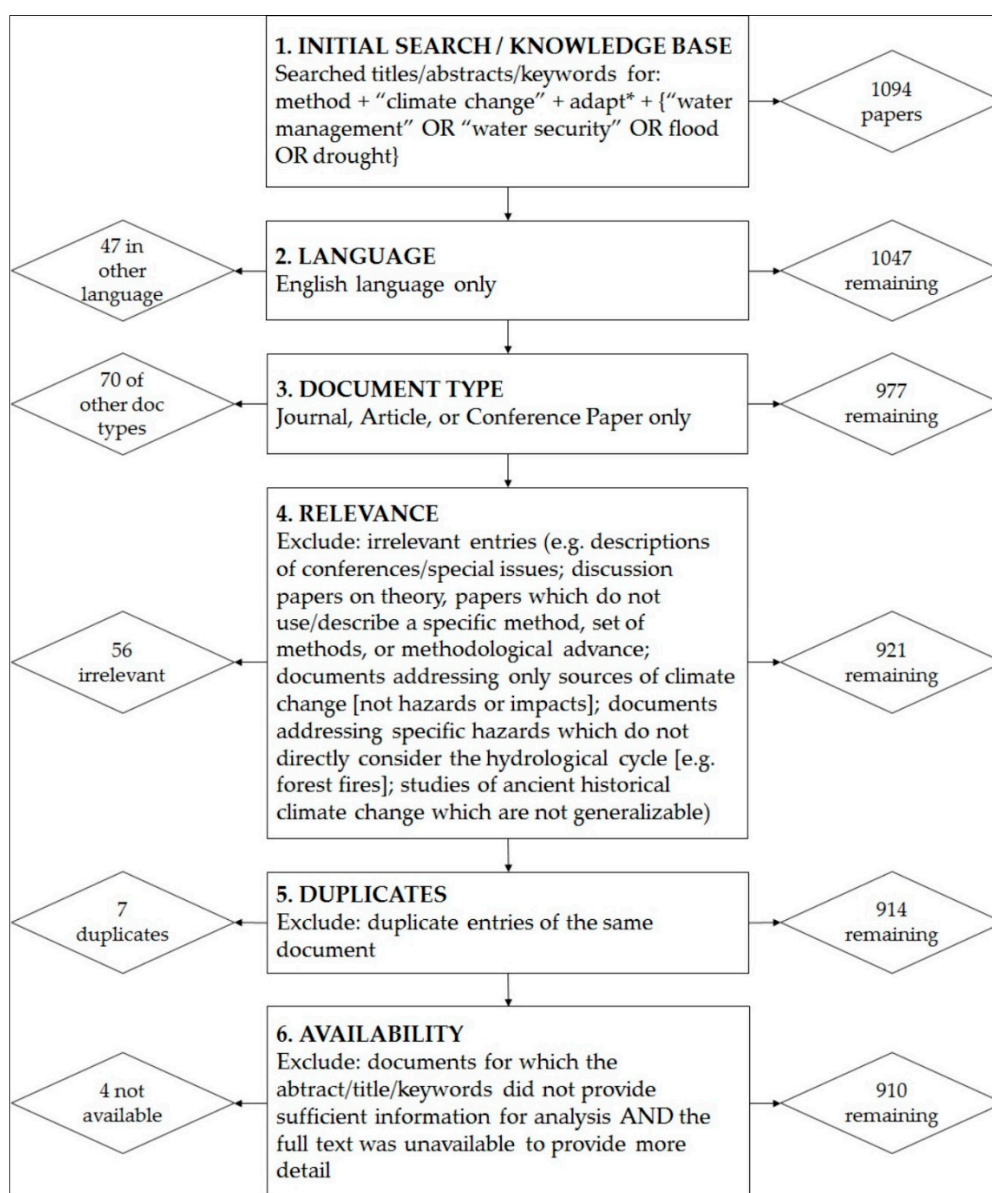 1. INITIAL SEARCH / KNOWLEDGE BASE
Searched titles/abstracts/keywords for:
method + “climate change” + adapt* + {“water
management” OR “water security” OR flood
OR drought}
1094
papers
47 in
other
language
2. LANGUAGE
English language only
1047
remaining
70 of
other doc
types
3. DOCUMENT TYPE
Journal, Article, or Conference Paper only
977
remaining
56
irrelevant
4. RELEVANCE
Exclude: irrelevant entries (e.g. descriptions
of conferences/special issues; discussion
papers on theory, papers which do not
use/describe a specific method, set of
methods, or methodological advance;
documents addressing only sources of climate
change [not hazards or impacts]; documents
addressing specific hazards which do not
directly consider the hydrological cycle [e.g.
forest fires]; studies of ancient historical
climate change which are not generalizable)
921
remaining
7
duplicates
5. DUPLICATES
Exclude: duplicate entries of the same
document
914
remaining
4 not
available
6. AVAILABILITY
Exclude: documents for which the
abtract/title/keywords did not provide
sufficient information for analysis AND the
full text was unavailable to provide more
detail
910
remaining